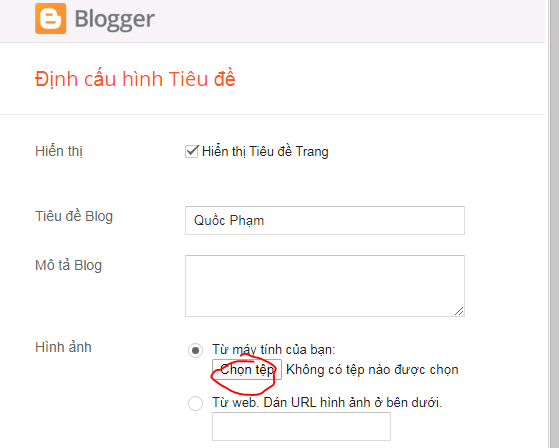 Blogger
Định cấu hình Tiêu đề
Hiển thị
Hiển thị Tiêu đề Trang
Tiêu đề Blog
Quốc Phạm
Mô tả Blog
Hình ảnh
Từ máy tính của bạn:
Chọn tệp Không có tệp nào được chọn
Từ web. Dán URL hình ảnh ở bên dưới.